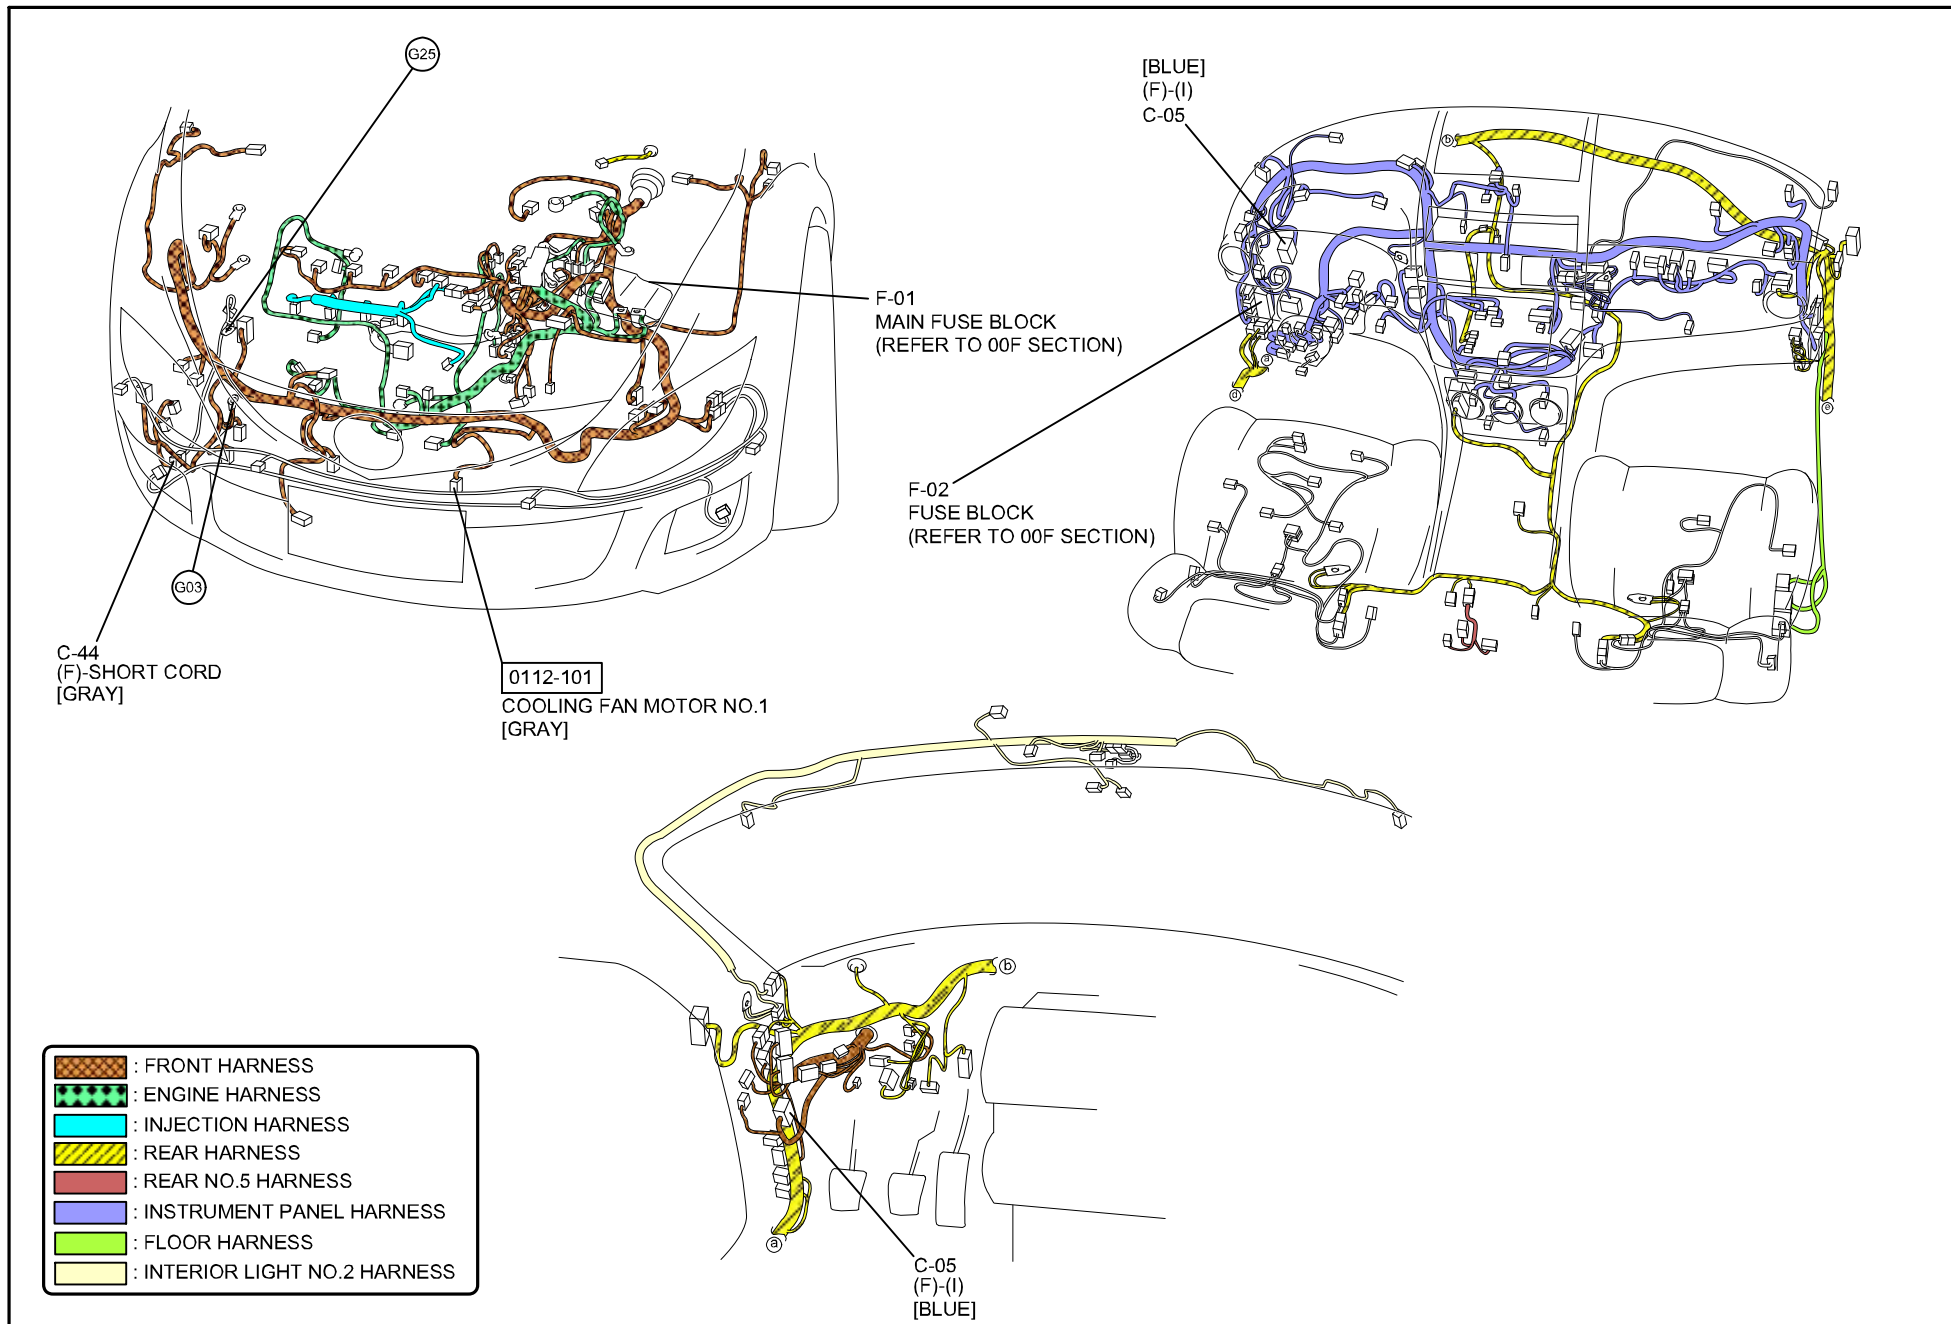 G25
[BLUE]
(F)-(I)
C-05
b
F-01
MAIN FUSE BLOCK
(REFER TO 00F SECTION)
a
F-02
FUSE BLOCK
(REFER TO 00F SECTION)
G03
C-44
(F)-SHORT CORD
[GRAY]
0112-101
COOLING FAN MOTOR NO.1
[GRAY]
b
: FRONT HARNESS
: ENGINE HARNESS
: INJECTION HARNESS
: REAR HARNESS
: REAR NO.5 HARNESS
: INSTRUMENT PANEL HARNESS
: FLOOR HARNESS
: INTERIOR LIGHT NO.2 HARNESS
a
C-05
(F)-(I)
[BLUE]